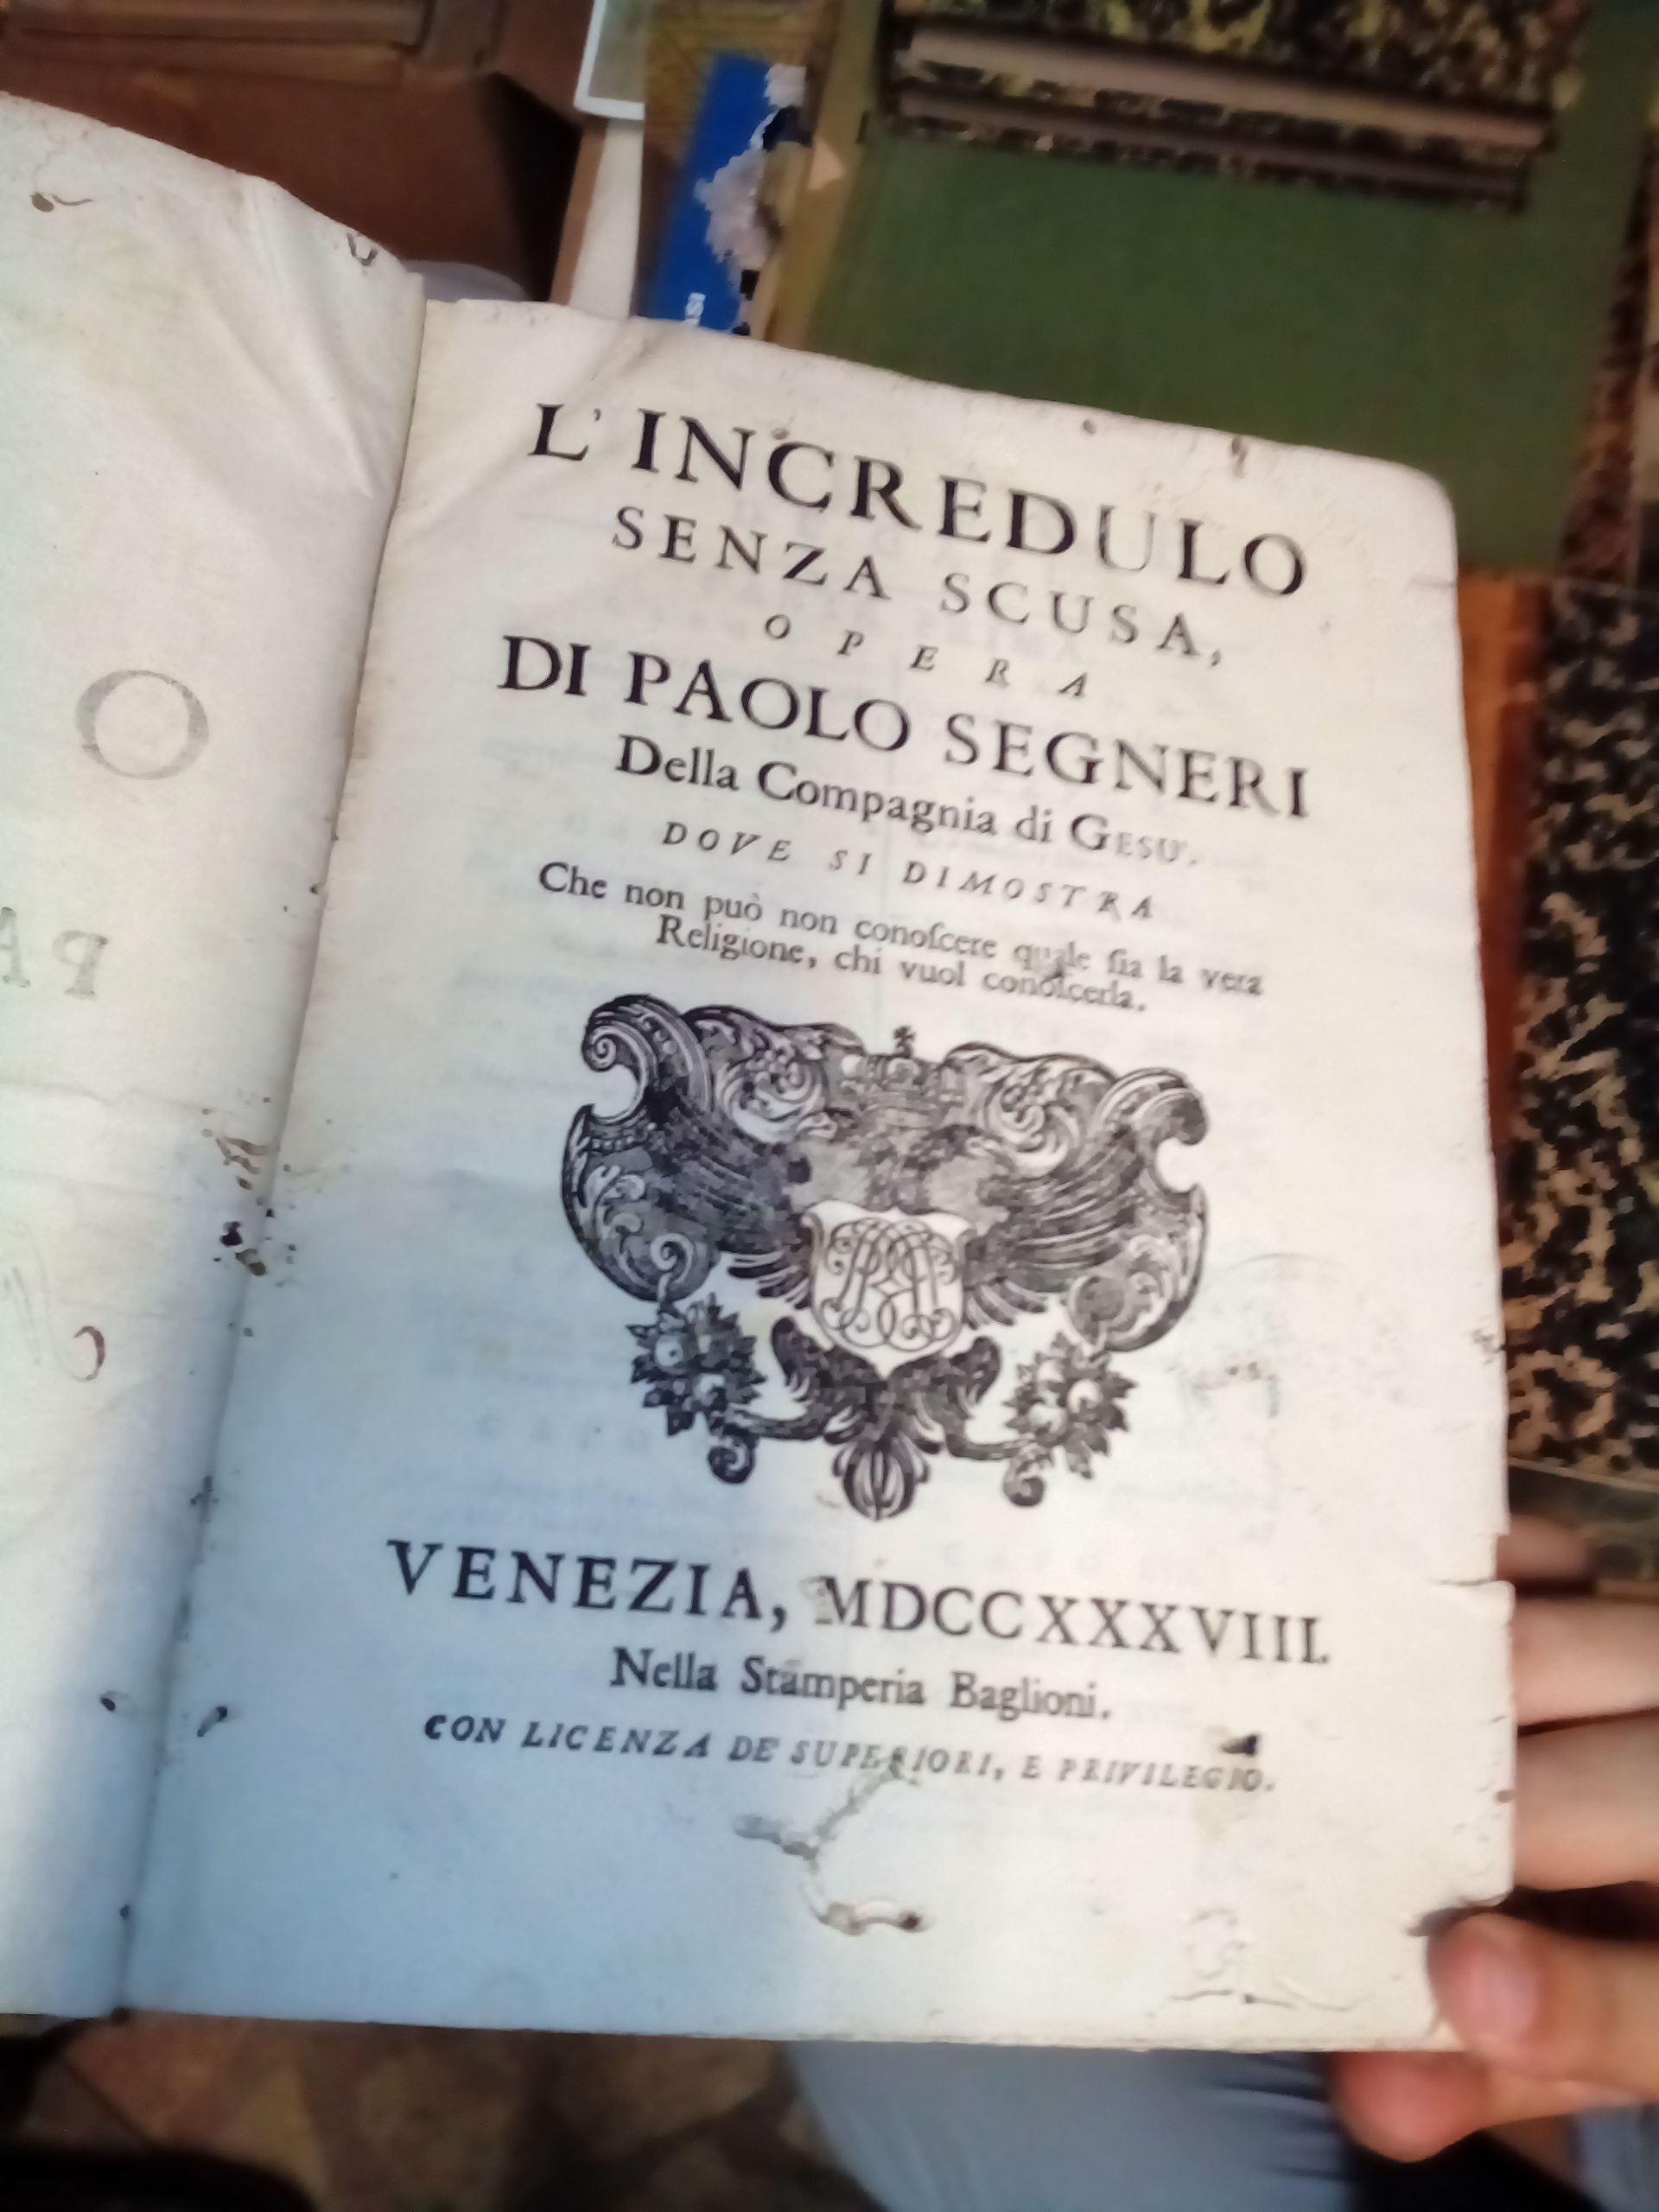 L' INCREDULO
SENZA SCUSA,
OPERA
DI PAOLO SEGNERI
Della Compagnia di GESU'.
DOVE SI DIMOSTRA
Che non può non conoſcere quale ſia la vera
Religione, chi vuol conoſcerla.
VENEZIA, MDCCXXXVIII.
Nella Stamperia Baglioni.
CON LICENZA DE' SUPERIORI, E PRIVILEGIO.